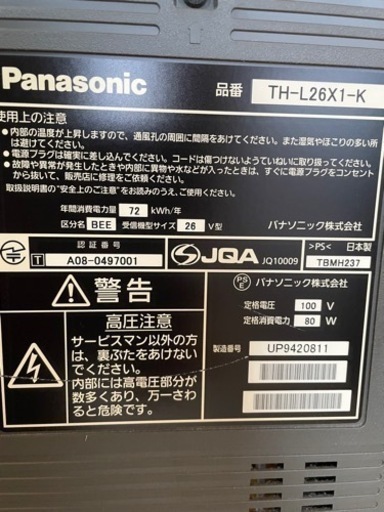 Panasonic
品番 TH-L26X1-K
使用上の注意
● 内部の温度が上昇しますので、通風孔の周囲に間隔をあけてください。また湿気やほこりの多い所
は避けてください。
● 電源プラグは確実に差し込んでください。コードは傷つけないようていねいに取り扱ってください。
● 故障や異常が発生したときや内部に異物や水などが入ったときは、すぐに電源プラグをコンセント
から抜いて、販売店に修理をご依頼ください。
取扱説明書の"安全上のご注意"をお読みのうえ、ご使用ください。
年間消費電力量 72 kWh/年
区分名 BEE 受信機型サイズ 26 V型
パナソニック株式会社
認証番号
T A08-0497001
JQA JQ10009
>PS< 日本製
TBMH237
警告
高圧注意
サービスマン以外の方
は、裏ぶたをあけない
でください。
内部には高電圧部分が
数多くあり、万一さわ
ると危険です。
PS
E
パナソニック株式会社
定格電圧 100 V
定格消費電力 80 W
製造番号 UP9420811